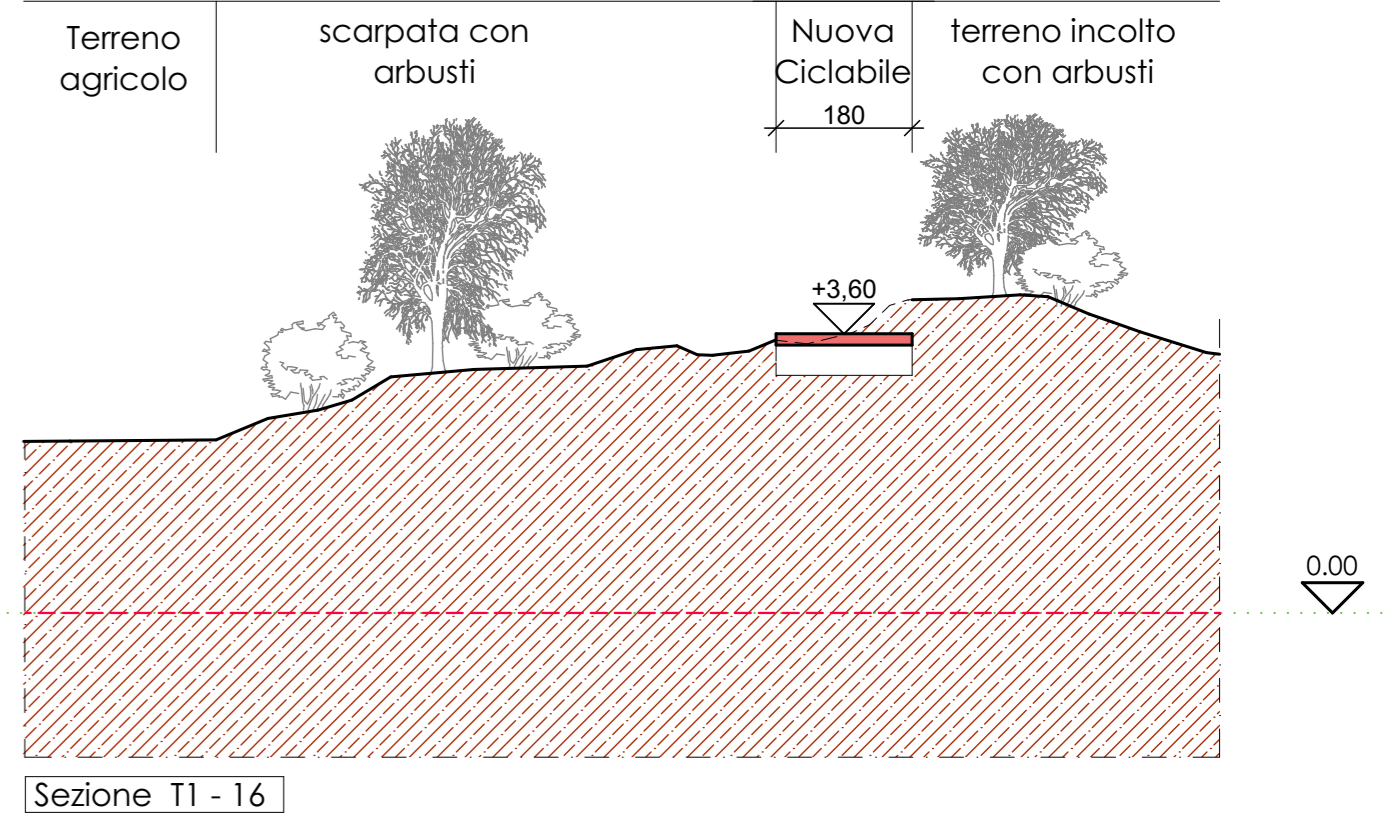 Terreno
agricolo
scarpata con
arbusti
Nuova
Ciclabile
180
terreno incolto
con arbusti
+3,60
0.00
Sezione T1 - 16